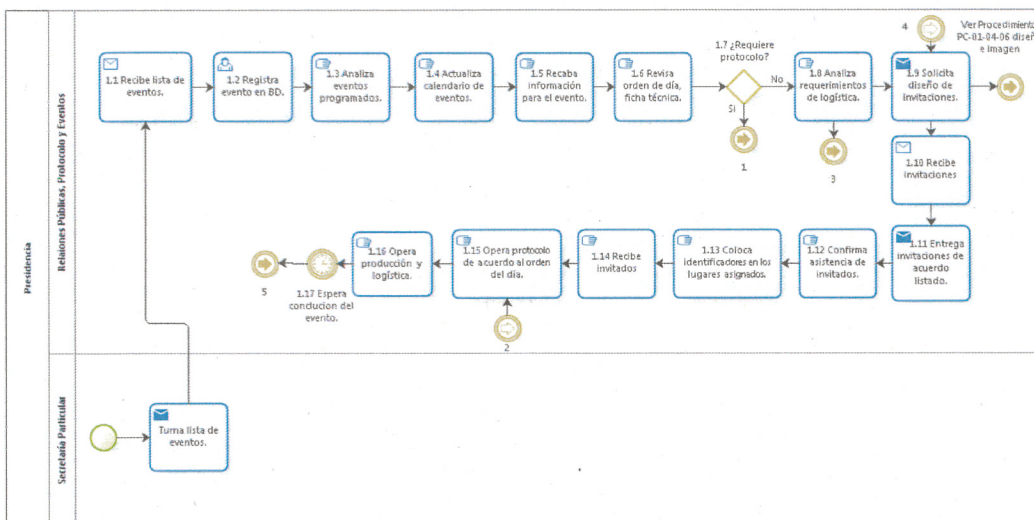 Presidencia
Relaiones Públicas, Protocolo y Eventos
1.1 Recibe lista de
eventos.
1.2 Registra
evento en BD.
1.3 Analiza
eventos
programados.
1.4 Actualiza
calendario de
eventos.
1.5 Recaba
información
para el evento.
1.6 Revisa
orden de día,
ficha técnica.
1.7 ¿Requiere
protocolo?
No
Si
1
1.8 Analiza
requerimientos
de logística.
3
4
1.9 Solicita
diseño de
invitaciones.
Ver Procedimiento
PC-01-04-06 diseñ
e Imagen
1.10 Recibe
invitaciones
1.11 Entrega
invitaciones de
acuerdo
listado.
1.12 Confirma
asistencia de
invitados.
1.13 Coloca
identificadores en los
lugares asignados.
1.14 Recibe
invitados
1.15 Opera protocolo
de acuerdo al orden
del día.
2
1.16 Opera
producción y
logística.
1.17 Espera
conclucion del
evento.
5
Secretaría Particular
Turna lista de
eventos.